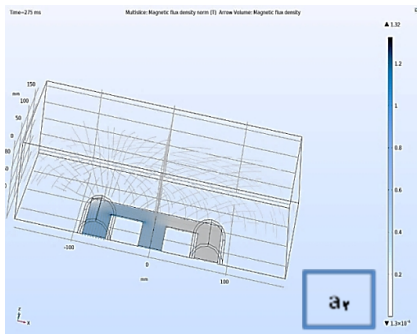 Time=275 ms
Multislice: Magnetic flux density norm (T) Arrow Volume: Magnetic flux density
▲ 1.32
1.2
1
0.8
0.6
0.4
0.2
▼ 1.3×10⁻⁶
mm
150
100
50
0
-100
0
100
mm
z
x
a۲